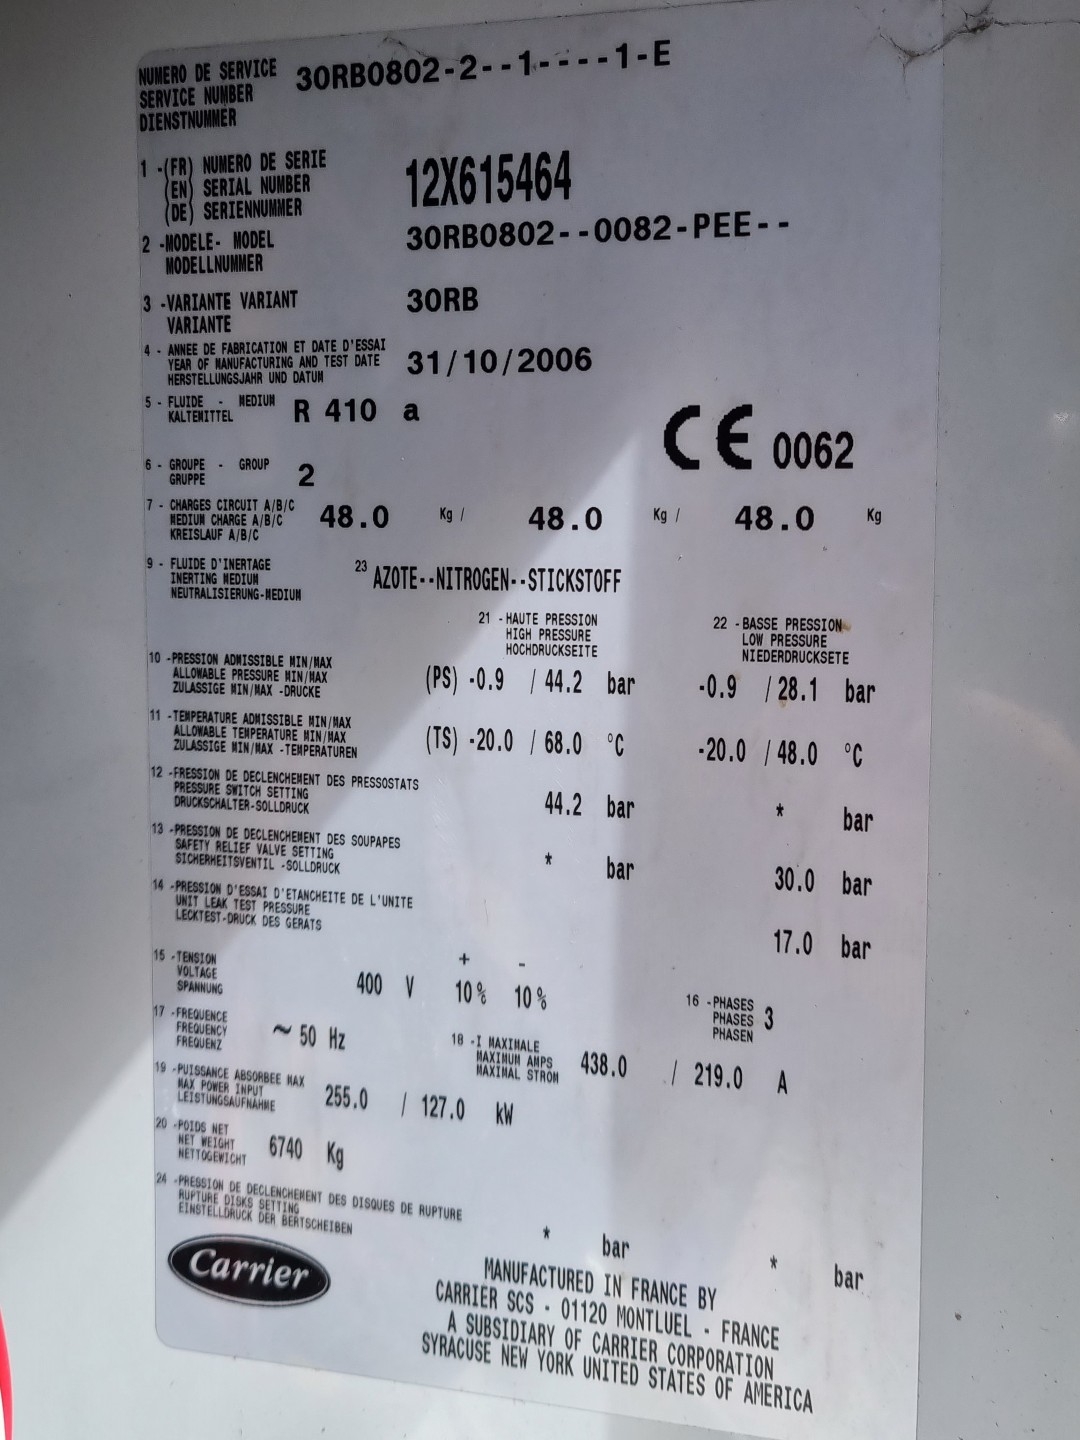 NUMERO DE SERVICE 30RB0802-2--1----1-E
SERVICE NUMBER
DIENSTNUMMER
1 -(FR) NUMERO DE SERIE
(EN) SERIAL NUMBER 12X615464
(DE) SERIENNUMMER
2 -MODELE- MODEL 30RB0802--0082-PEE--
MODELLNUMMER
3 -VARIANTE VARIANT 30RB
VARIANTE
4 - ANNEE DE FABRICATION ET DATE D'ESSAI
YEAR OF MANUFACTURING AND TEST DATE 31/10/2006
HERSTELLUNGSJAHR UND DATUM
5 - FLUIDE - MEDIUM R 410 a
KALTEMITTEL
CE 0062
6 - GROUPE - GROUP 2
GRUPPE
7 - CHARGES CIRCUIT A/B/C
MEDIUM CHARGE A/B/C 48.0 Kg / 48.0 Kg / 48.0 Kg
KREISLAUF A/B/C
9 - FLUIDE D'INERTAGE
INERTING MEDIUM 23 AZOTE--NITROGEN--STICKSTOFF
NEUTRALISIERUNG-MEDIUM
21 -HAUTE PRESSION 22 -BASSE PRESSION
HIGH PRESSURE LOW PRESSURE
HOCHDRUCKSEITE NIEDERDRUCKSETE
10 -PRESSION ADMISSIBLE MIN/MAX
ALLOWABLE PRESSURE MIN/MAX (PS) -0.9 / 44.2 bar -0.9 / 28.1 bar
ZULASSIGE MIN/MAX -DRUCKE
11 -TEMPERATURE ADMISSIBLE MIN/MAX
ALLOWABLE TEMPERATURE MIN/MAX (TS) -20.0 / 68.0 °C -20.0 / 48.0 °C
ZULASSIGE MIN/MAX -TEMPERATUREN
12 -FRESSION DE DECLENCHEMENT DES PRESSOSTATS
PRESSURE SWITCH SETTING 44.2 bar * bar
DRUCKSCHALTER-SOLLDRUCK
13 -PRESSION DE DECLENCHEMENT DES SOUPAPES
SAFETY RELIEF VALVE SETTING * bar 30.0 bar
SICHERHEITSVENTIL -SOLLDRUCK
14 -PRESSION D'ESSAI D'ETANCHEITE DE L'UNITE
UNIT LEAK TEST PRESSURE 17.0 bar
LECKTEST-DRUCK DES GERATS
15 -TENSION + -
VOLTAGE 400 V 10% 10%
SPANNUNG
16 -PHASES
PHASES 3
PHASEN
17 -FREQUENCE
FREQUENCY ~ 50 Hz
FREQUENZ
18 -I MAXIMALE
MAXIMUM AMPS 438.0 / 219.0 A
MAXIMAL STROM
19 -PUISSANCE ABSORBEE MAX
MAX POWER INPUT 255.0 / 127.0 kW
LEISTUNGSAUFNAHME
20 -POIDS NET
NET WEIGHT 6740 Kg
NETTOGEWICHT
24 -PRESSION DE DECLENCHEMENT DES DISQUES DE RUPTURE
RUPTURE DISKS SETTING * bar * bar
EINSTELLDRUCK DER BERTSCHEIBEN
Carrier
MANUFACTURED IN FRANCE BY
CARRIER SCS - 01120 MONTLUEL - FRANCE
A SUBSIDIARY OF CARRIER CORPORATION
SYRACUSE NEW YORK UNITED STATES OF AMERICA